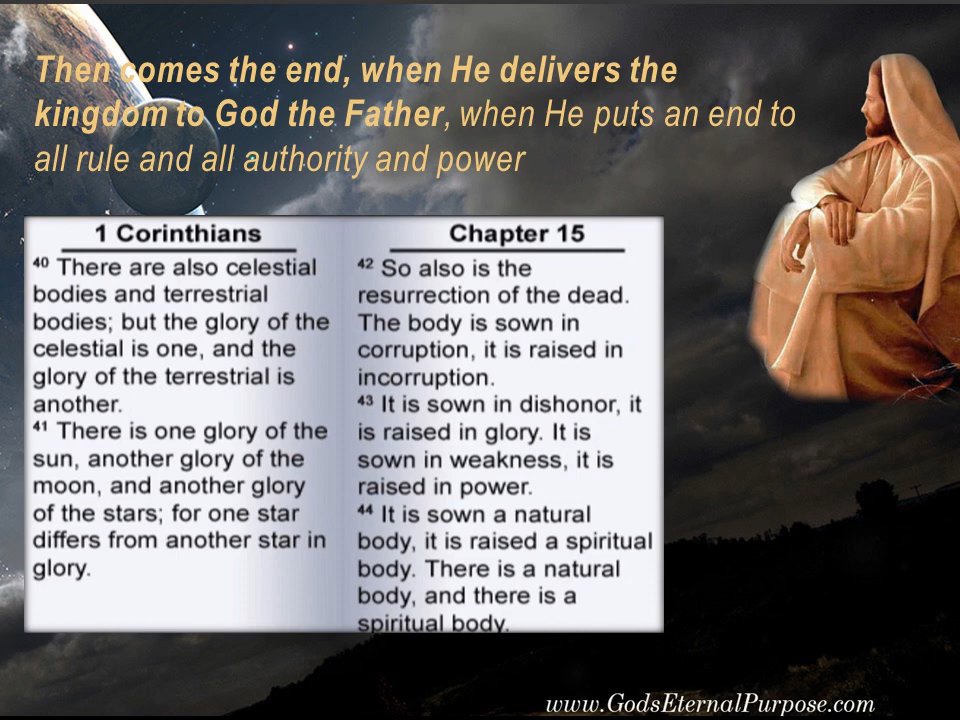 Then comes the end, when He delivers the
kingdom to God the Father, when He puts an end to
all rule and all authority and power
1 Corinthians
40 There are also celestial
bodies and terrestrial
bodies; but the glory of the
celestial is one, and the
glory of the terrestrial is
another.
41 There is one glory of the
sun, another glory of the
moon, and another glory
of the stars; for one star
differs from another star in
glory.
Chapter 15
42 So also is the
resurrection of the dead.
The body is sown in
corruption, it is raised in
incorruption.
43 It is sown in dishonor, it
is raised in glory. It is
sown in weakness, it is
raised in power.
44 It is sown a natural
body, it is raised a spiritual
body. There is a natural
body, and there is a
spiritual body.
www.GodsEternalPurpose.com